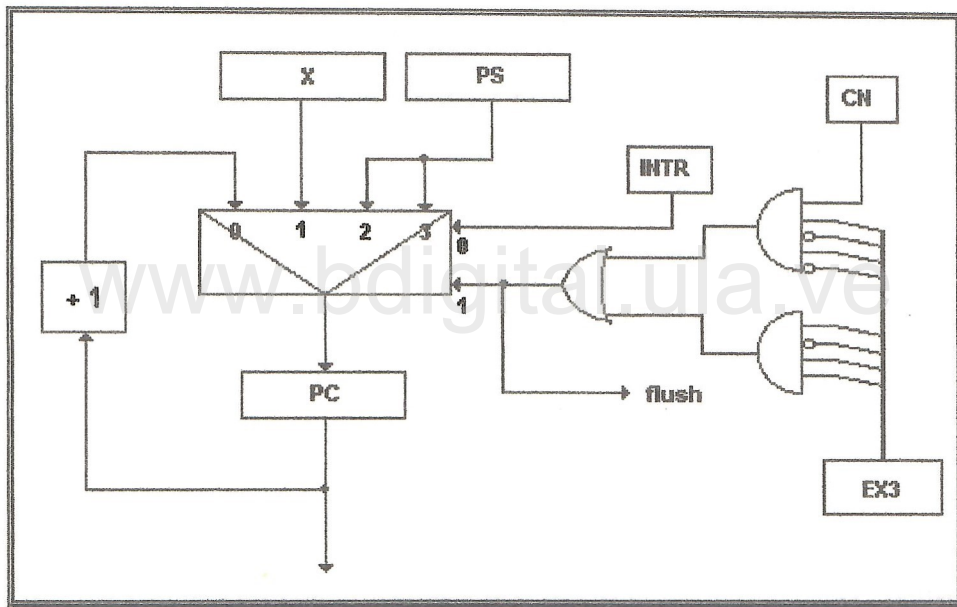 X
PS
CN
INTR
0 1 2 3
0
1
+ 1
www.bdigital.ula.ve
PC
flush
EX3